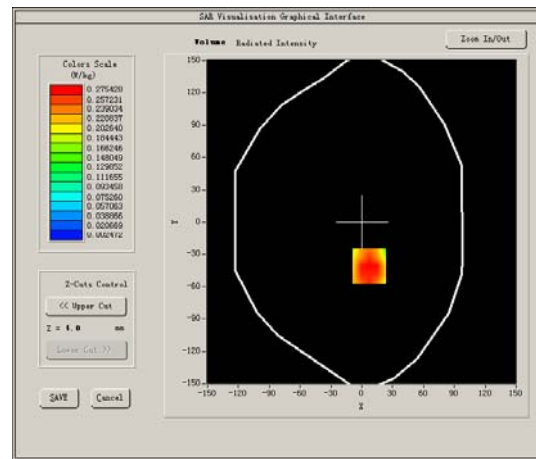 SAR Visualisation Graphical Interface
Volume Radiated Intensity
Zoom In/Out
Colors Scale
(W/kg)
0.275428
0.257231
0.239034
0.220837
0.202640
0.184443
0.166246
0.148049
0.129852
0.111655
0.093458
0.075260
0.057063
0.038866
0.020669
0.002472
Z-Cuts Control
<< Upper Cut
Z = 4.0 mm
Lower Cut >>
SAVE
Cancel
150
120
90
60
30
0
-30
-60
-90
-120
-150
Y
-150 -120 -90 -60 -30 0 30 60 90 120 150
X